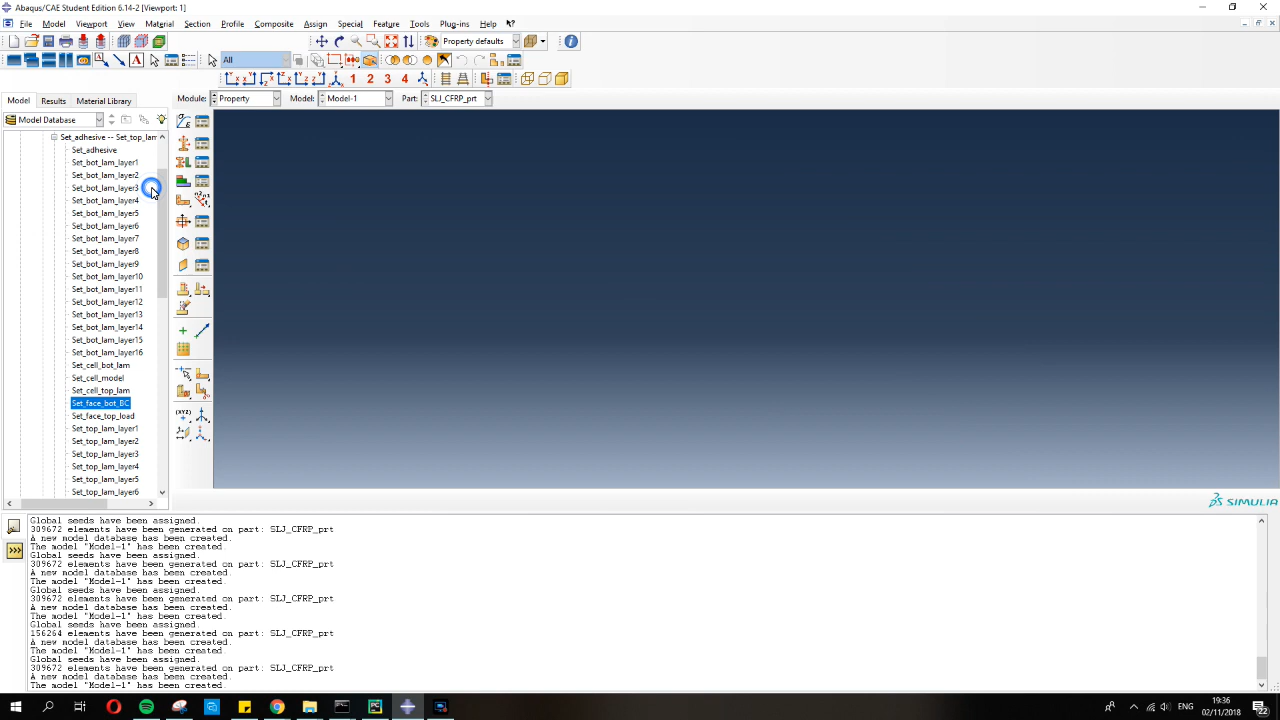 Abaqus/CAE Student Edition 6.14-2 [Viewport: 1]
File Model Viewport View Material Section Profile Composite Assign Special Feature Tools Plug-ins Help
Property defaults
All
1 2 3 4
Model Results Material Library
Module: Property Model: Model-1 Part: SLJ_CFRP_prt
Model Database
Set_adhesive -- Set_top_lam
Set_adhesive
Set_bot_lam_layer1
Set_bot_lam_layer2
Set_bot_lam_layer3
Set_bot_lam_layer4
Set_bot_lam_layer5
Set_bot_lam_layer6
Set_bot_lam_layer7
Set_bot_lam_layer8
Set_bot_lam_layer9
Set_bot_lam_layer10
Set_bot_lam_layer11
Set_bot_lam_layer12
Set_bot_lam_layer13
Set_bot_lam_layer14
Set_bot_lam_layer15
Set_bot_lam_layer16
Set_cell_bot_lam
Set_cell_model
Set_cell_top_lam
Set_face_bot_BC
Set_face_top_load
Set_top_lam_layer1
Set_top_lam_layer2
Set_top_lam_layer3
Set_top_lam_layer4
Set_top_lam_layer5
Set_top_lam_layer6
SIMULIA
Global seeds have been assigned.
309672 elements have been generated on part: SLJ_CFRP_prt
A new model database has been created.
The model "Model-1" has been created.
Global seeds have been assigned.
309672 elements have been generated on part: SLJ_CFRP_prt
A new model database has been created.
The model "Model-1" has been created.
Global seeds have been assigned.
309672 elements have been generated on part: SLJ_CFRP_prt
A new model database has been created.
The model "Model-1" has been created.
Global seeds have been assigned.
156264 elements have been generated on part: SLJ_CFRP_prt
A new model database has been created.
The model "Model-1" has been created.
Global seeds have been assigned.
309672 elements have been generated on part: SLJ_CFRP_prt
A new model database has been created.
The model "Model-1" has been created.
19:36
02/11/2018